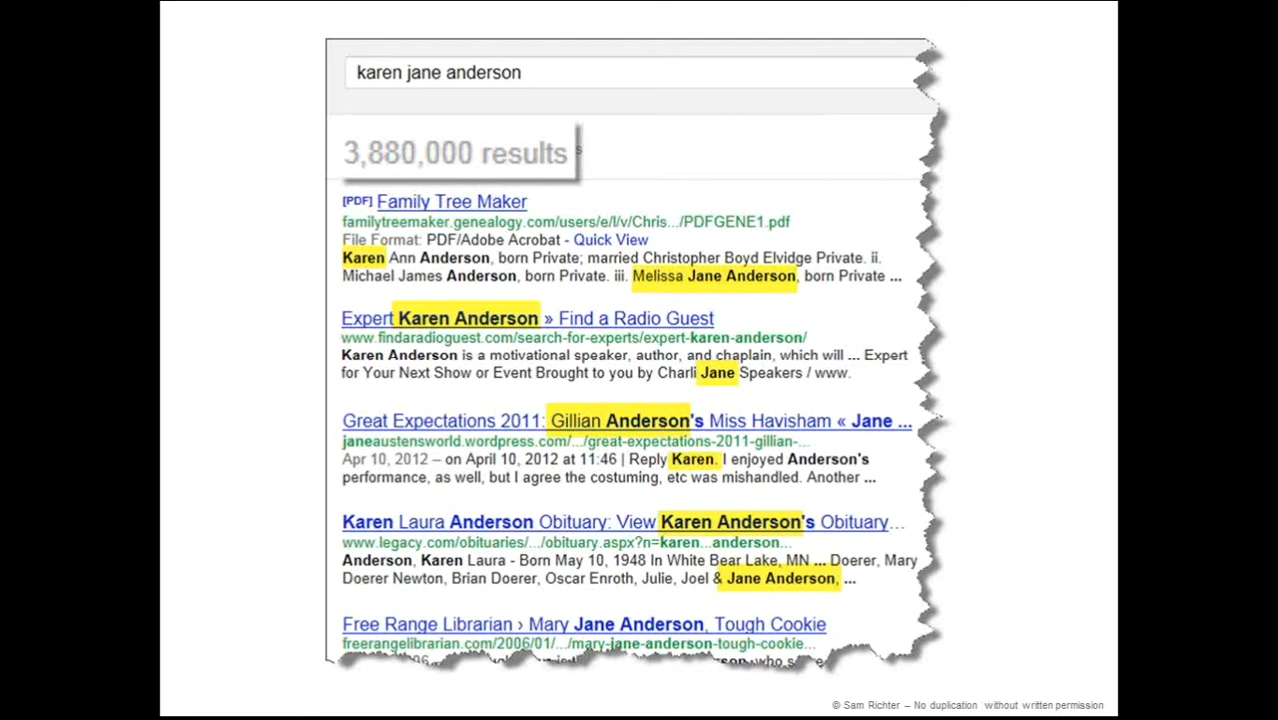 karen jane anderson
3,880,000 results
[PDF] Family Tree Maker
familytreemaker.genealogy.com/users/e/l/v/Chris.../PDFGENE1.pdf
File Format: PDF/Adobe Acrobat - Quick View
Karen Ann Anderson, born Private; married Christopher Boyd Elvidge Private. ii.
Michael James Anderson, born Private. iii. Melissa Jane Anderson, born Private ...
Expert Karen Anderson » Find a Radio Guest
www.findaradioguest.com/search-for-experts/expert-karen-anderson/
Karen Anderson is a motivational speaker, author, and chaplain, which will ... Expert
for Your Next Show or Event Brought to you by Charli Jane Speakers / www.
Great Expectations 2011: Gillian Anderson's Miss Havisham « Jane ...
janeaustensworld.wordpress.com/.../great-expectations-2011-gillian-...
Apr 10, 2012 – on April 10, 2012 at 11:46 | Reply Karen. I enjoyed Anderson's
performance, as well, but I agree the costuming, etc was mishandled. Another ...
Karen Laura Anderson Obituary: View Karen Anderson's Obituary...
www.legacy.com/obituaries/.../obituary.aspx?n=karen...anderson...
Anderson, Karen Laura - Born May 10, 1948 In White Bear Lake, MN ... Doerer, Mary
Doerer Newton, Brian Doerer, Oscar Enroth, Julie, Joel & Jane Anderson, ...
Free Range Librarian › Mary Jane Anderson, Tough Cookie
freerangelibrarian.com/2006/01/.../mary-jane-anderson-tough-cookie...
© Sam Richter – No duplication without written permission